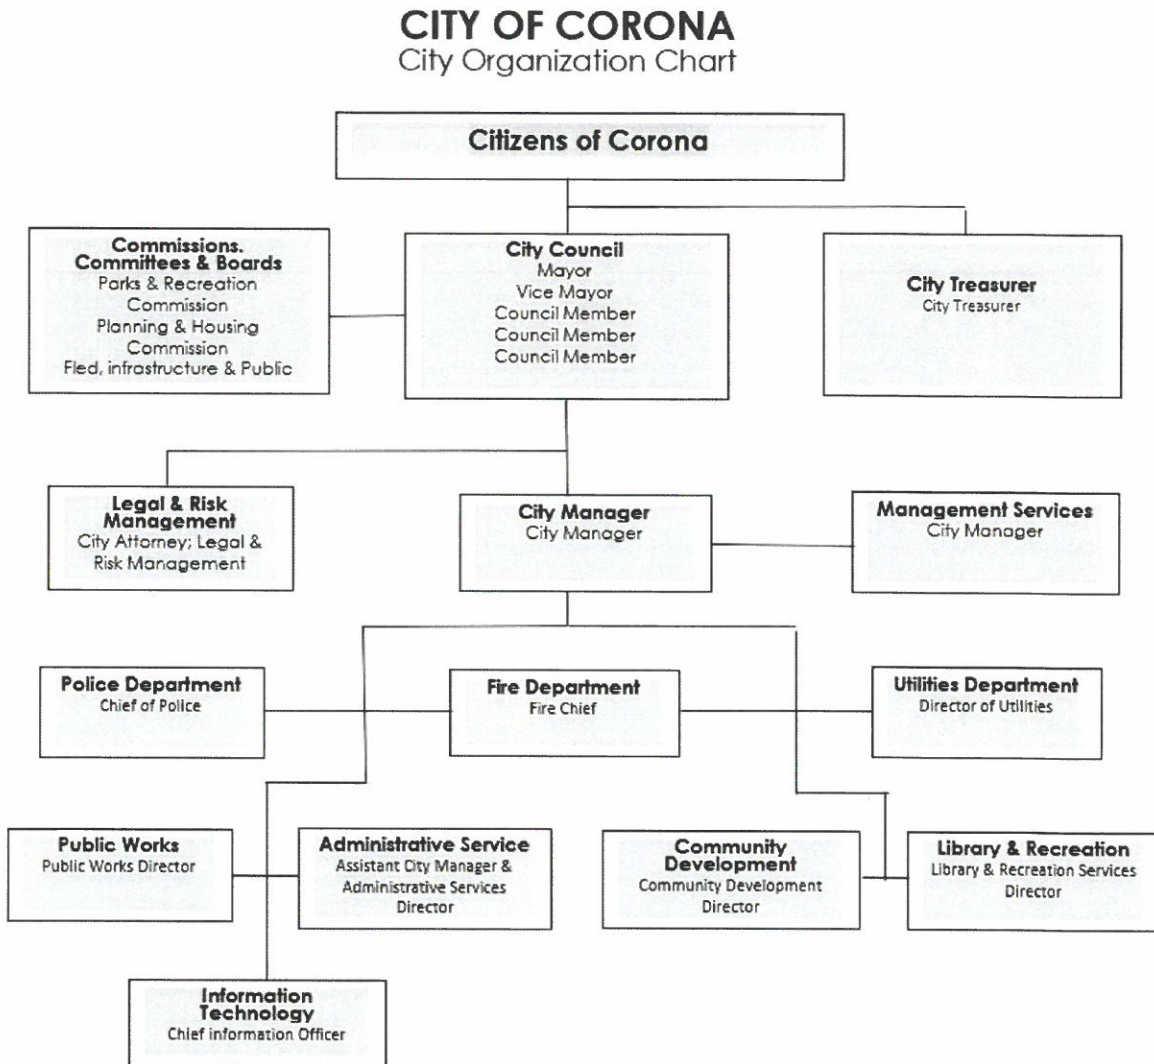 CITY OF CORONA
City Organization Chart
Citizens of Corona
Commissions.
Committees & Boards
Parks & Recreation
Commission
Planning & Housing
Commission
Fled, infrastructure & Public
City Council
Mayor
Vice Mayor
Council Member
Council Member
Council Member
City Treasurer
City Treasurer
Legal & Risk
Management
City Attorney; Legal &
Risk Management
City Manager
City Manager
Management Services
City Manager
Police Department
Chief of Police
Fire Department
Fire Chief
Utilities Department
Director of Utilities
Public Works
Public Works Director
Administrative Service
Assistant City Manager &
Administrative Services
Director
Community
Development
Community Development
Director
Library & Recreation
Library & Recreation Services
Director
Information
Technology
Chief information Officer